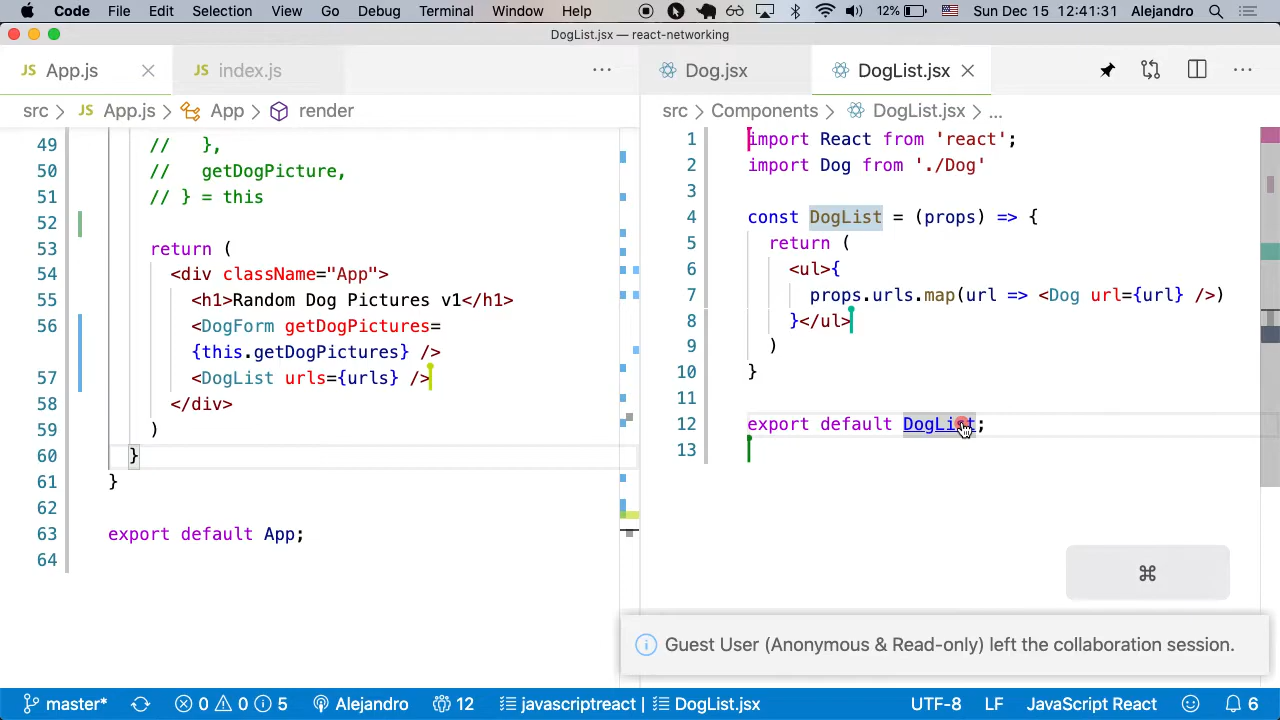 Code File Edit Selection View Go Debug Terminal Window Help 12% Sun Dec 15 12:41:31 Alejandro
DogList.jsx — react-networking
JS App.js JS index.js ...
src > JS App.js > App > render
49 // },
50 // getDogPicture,
51 // } = this
52
53 return (
54 <div className="App">
55 <h1>Random Dog Pictures v1</h1>
56 <DogForm getDogPictures=
{this.getDogPictures} />
57 <DogList urls={urls} />
58 </div>
59 )
60 }
61 }
62
63 export default App;
64
Dog.jsx DogList.jsx ...
src > Components > DogList.jsx > ...
1 import React from 'react';
2 import Dog from './Dog'
3
4 const DogList = (props) => {
5 return (
6 <ul>{
7 props.urls.map(url => <Dog url={url} />)
8 }</ul>
9 )
10 }
11
12 export default DogList;
13
⌘
Guest User (Anonymous & Read-only) left the collaboration session.
master* 0 0 5 Alejandro 12 javascriptreact | DogList.jsx UTF-8 LF JavaScript React 6